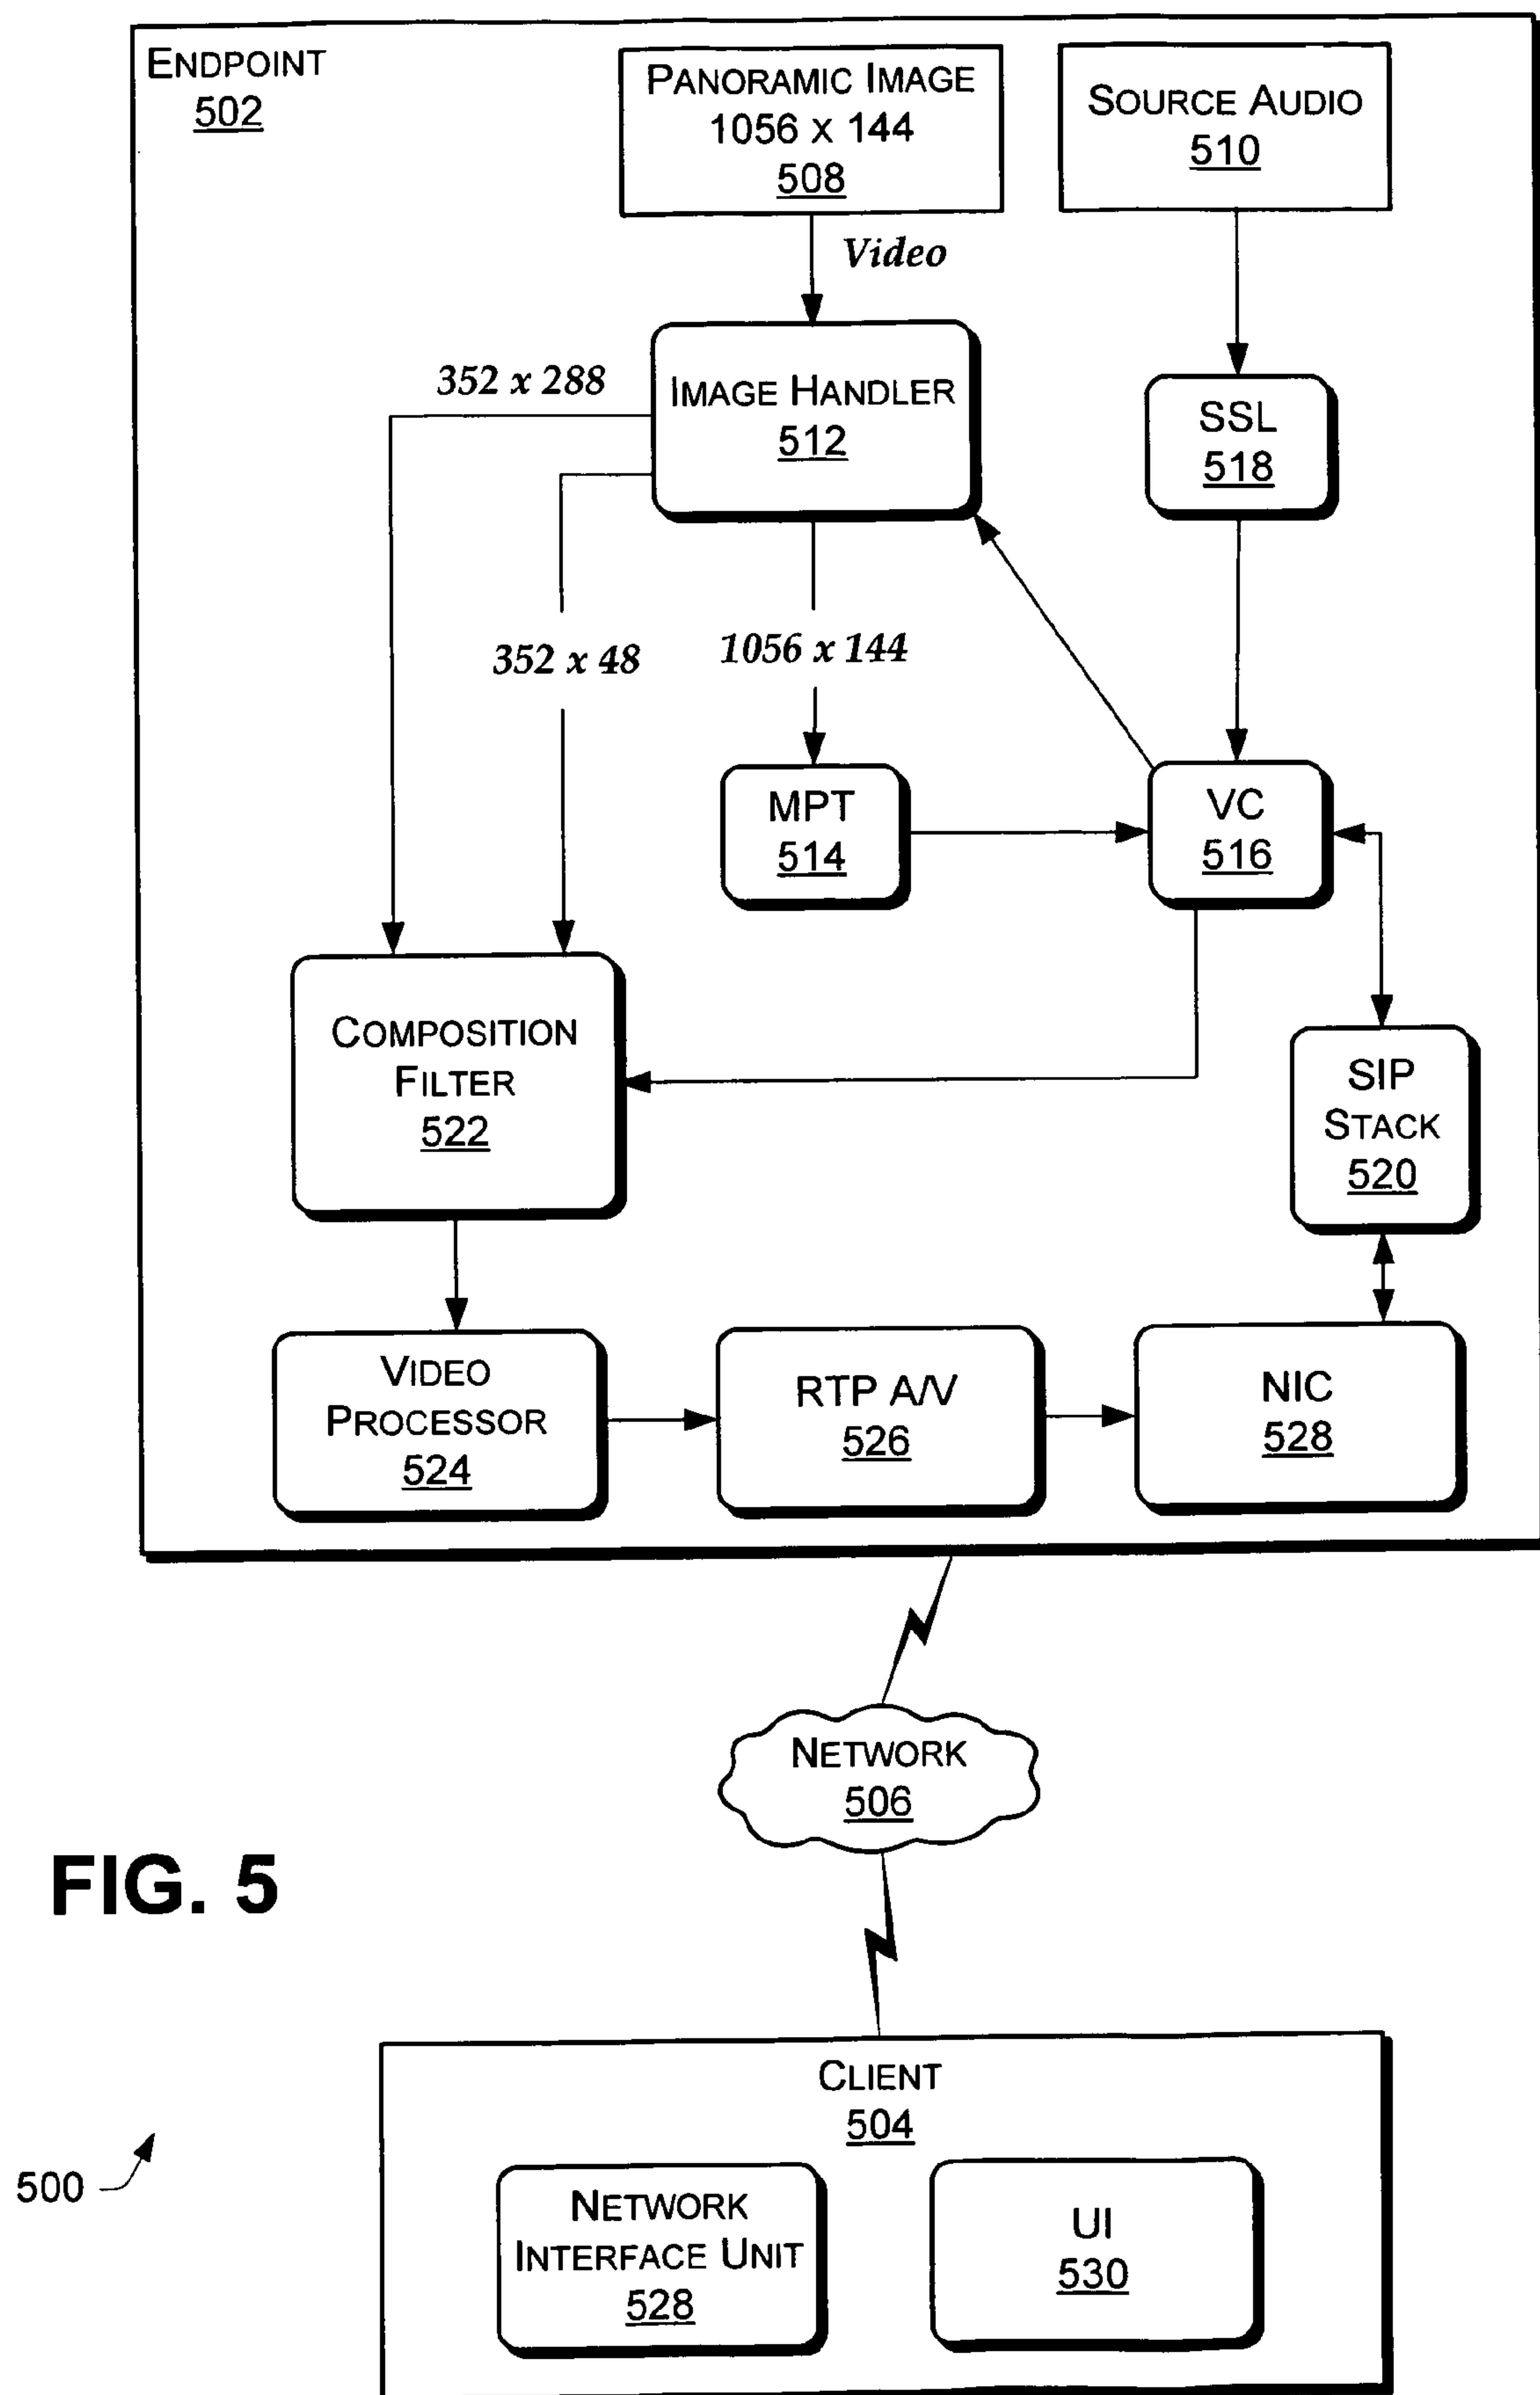 ENDPOINT
502
PANORAMIC IMAGE
1056 x 144
508
SOURCE AUDIO
510
Video
352 x 288
IMAGE HANDLER
512
SSL
518
352 x 48
1056 x 144
MPT
514
VC
516
COMPOSITION
FILTER
522
SIP
STACK
520
VIDEO
PROCESSOR
524
RTP A/V
526
NIC
528
NETWORK
506
FIG. 5
CLIENT
504
500
NETWORK
INTERFACE UNIT
528
UI
530